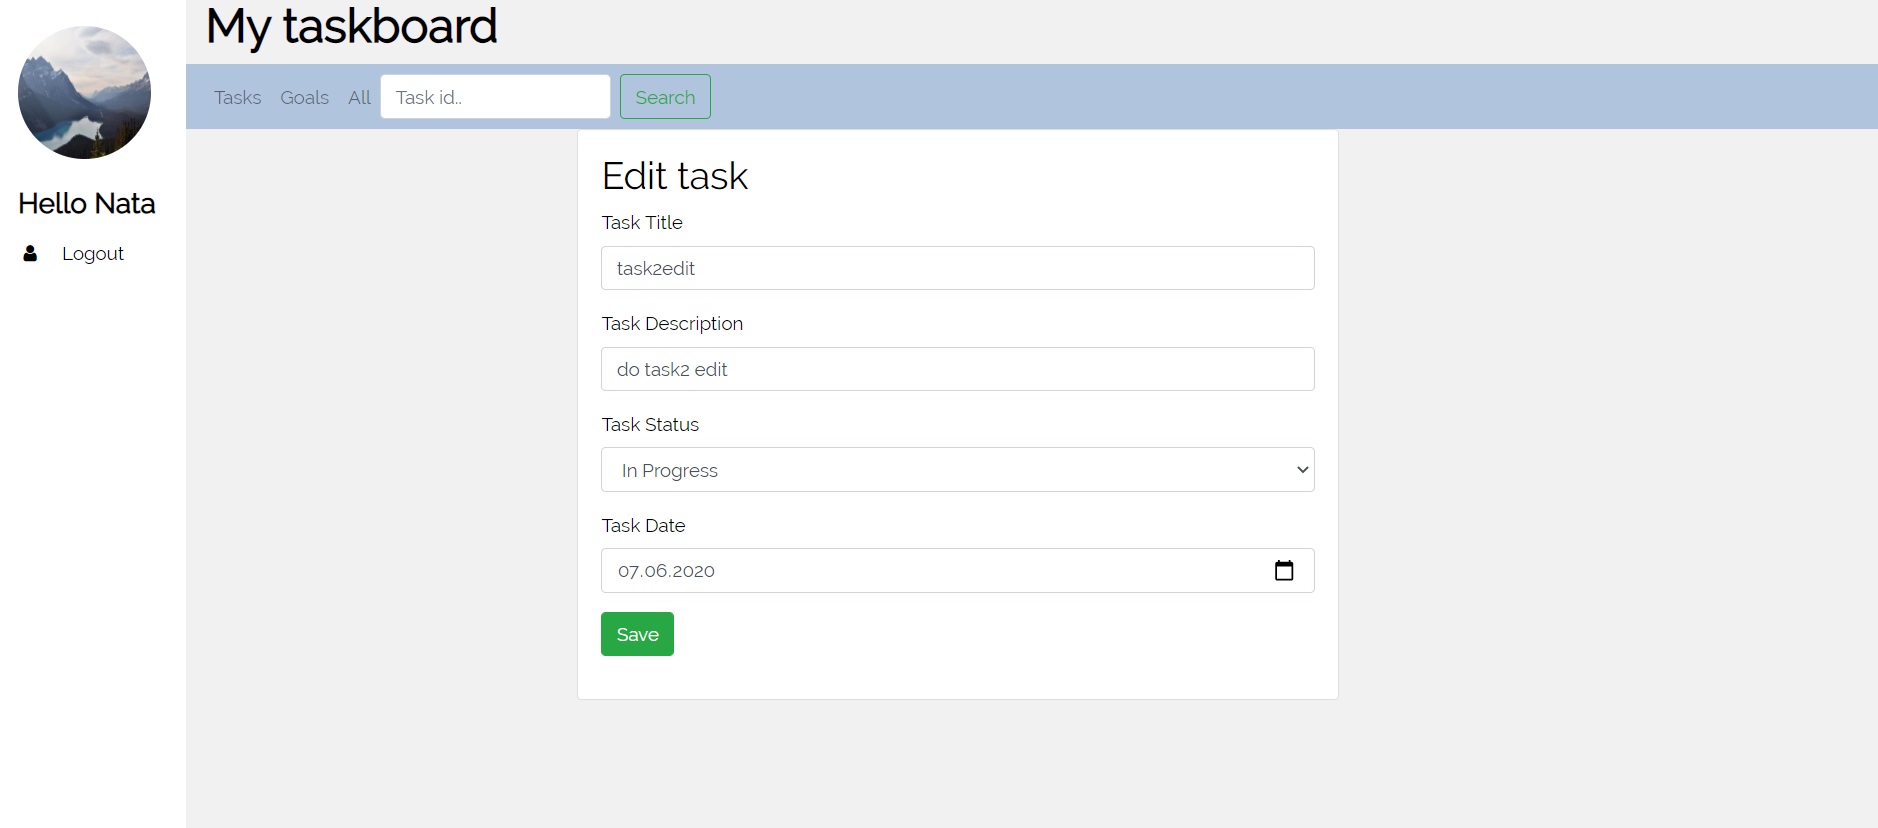 My taskboard
Tasks Goals All Task id.. Search
Hello Nata
Logout
Edit task
Task Title
task2edit
Task Description
do task2 edit
Task Status
In Progress
Task Date
07.06.2020
Save